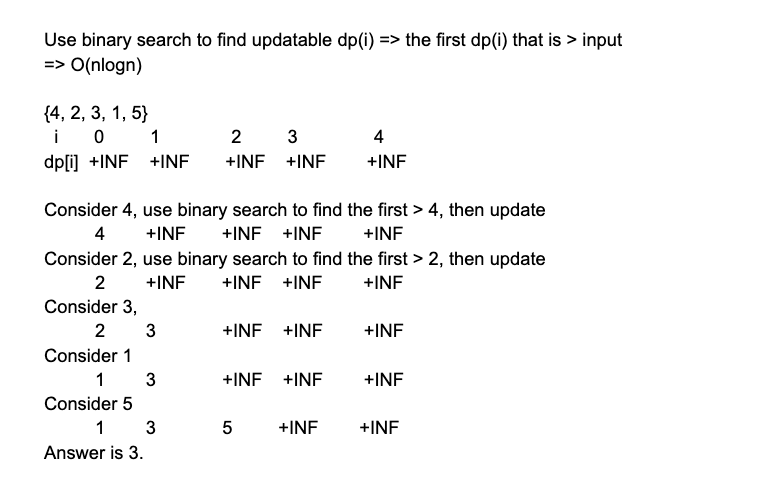 Use binary search to find updatable dp(i) => the first dp(i) that is > input
=> O(nlogn)
{4, 2, 3, 1, 5}
i 0 1 2 3 4
dp[i] +INF +INF +INF +INF +INF
Consider 4, use binary search to find the first > 4, then update
4 +INF +INF +INF +INF
Consider 2, use binary search to find the first > 2, then update
2 +INF +INF +INF +INF
Consider 3,
2 3 +INF +INF +INF
Consider 1
1 3 +INF +INF +INF
Consider 5
1 3 5 +INF +INF
Answer is 3.